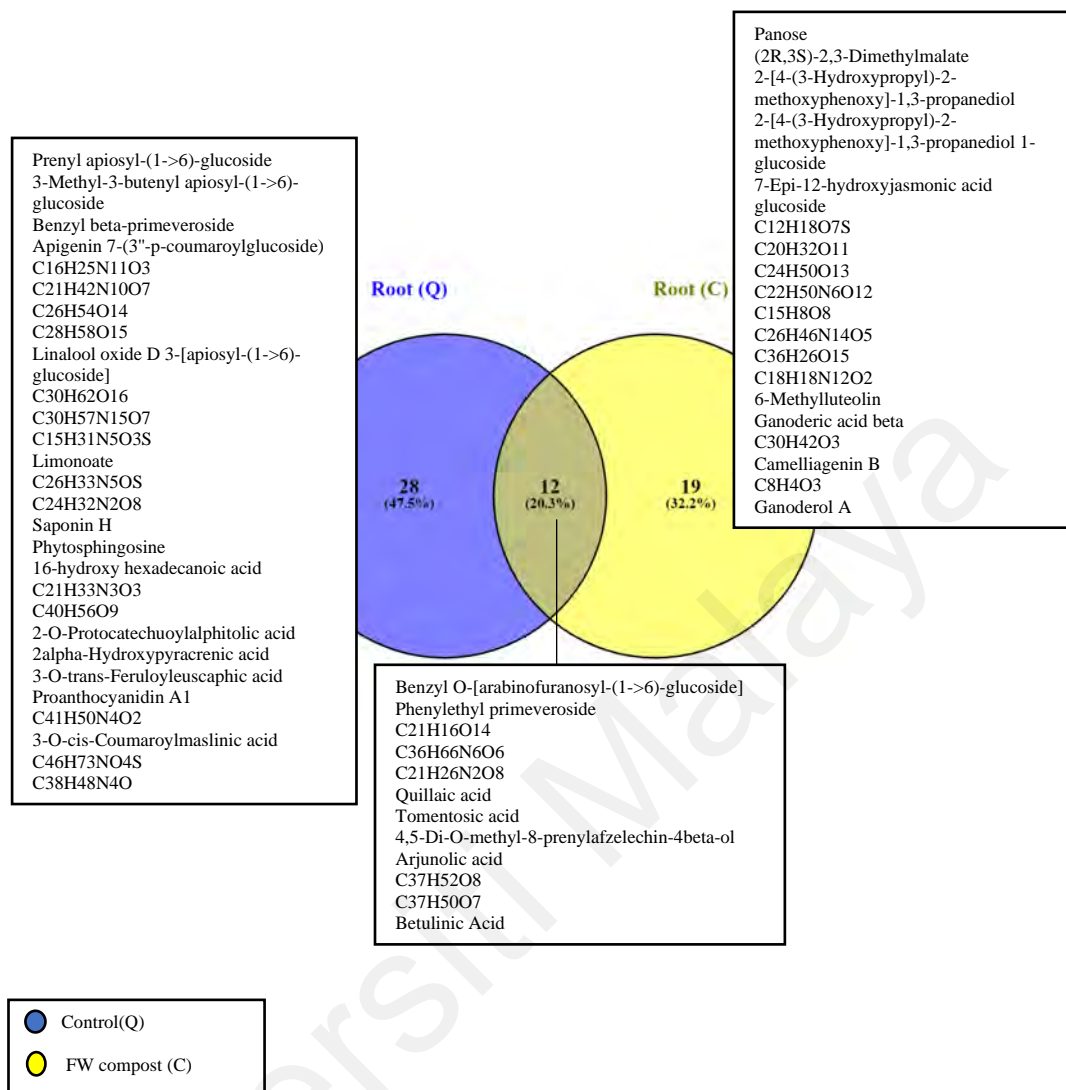 Panose
(2R,3S)-2,3-Dimethylmalate
2-[4-(3-Hydroxypropyl)-2-
methoxyphenoxy]-1,3-propanediol
2-[4-(3-Hydroxypropyl)-2-
methoxyphenoxy]-1,3-propanediol 1-
glucoside
7-Epi-12-hydroxyjasmonic acid
glucoside
C12H18O7S
C20H32O11
C24H50O13
C22H50N6O12
C15H8O8
C26H46N14O5
C36H26O15
C18H18N12O2
6-Methylluteolin
Ganoderic acid beta
C30H42O3
Camelliagenin B
C8H4O3
Ganoderol A
Prenyl apiosyl-(1->6)-glucoside
3-Methyl-3-butenyl apiosyl-(1->6)-
glucoside
Benzyl beta-primeveroside
Apigenin 7-(3"-p-coumaroylglucoside)
C16H25N11O3
C21H42N10O7
C26H54O14
C28H58O15
Linalool oxide D 3-[apiosyl-(1->6)-
glucoside]
C30H62O16
C30H57N15O7
C15H31N5O3S
Limonoate
C26H33N5OS
C24H32N2O8
Saponin H
Phytosphingosine
16-hydroxy hexadecanoic acid
C21H33N3O3
C40H56O9
2-O-Protocatechuoylalphitolic acid
2alpha-Hydroxypyracrenic acid
3-O-trans-Feruloyleuscaphic acid
Proanthocyanidin A1
C41H50N4O2
3-O-cis-Coumaroylmaslinic acid
C46H73NO4S
C38H48N4O
Root (Q)
Root (C)
28
(47.5%)
12
(20.3%)
19
(32.2%)
Benzyl O-[arabinofuranosyl-(1->6)-glucoside]
Phenylethyl primeveroside
C21H16O14
C36H66N6O6
C21H26N2O8
Quillaic acid
Tomentosic acid
4,5-Di-O-methyl-8-prenylafzelechin-4beta-ol
Arjunolic acid
C37H52O8
C37H50O7
Betulinic Acid
Control(Q)
FW compost (C)
ersiti Malaya